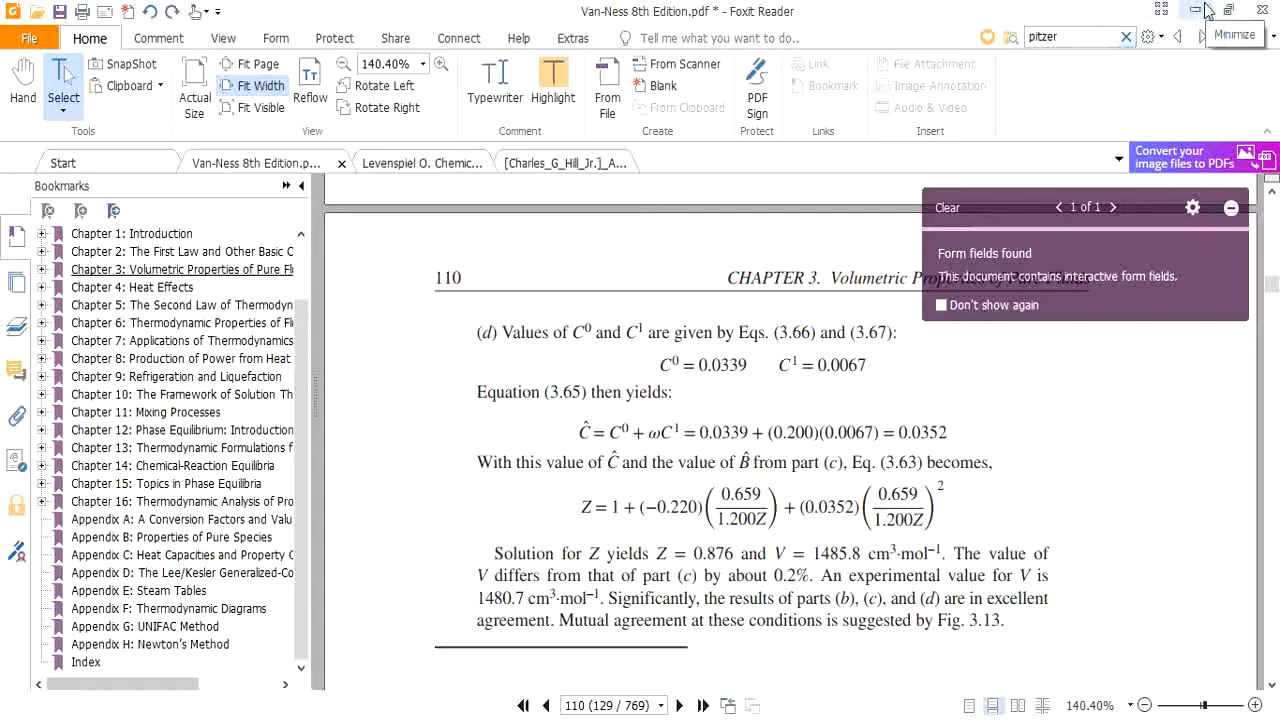 Van-Ness 8th Edition.pdf * - Foxit Reader
File Home Comment View Form Protect Share Connect Help Extras Tell me what you want to do.. pitzer
Minimize
Hand
Select
SnapShot
Clipboard
Tools
Actual Size
Fit Page
Fit Width
Fit Visible
Reflow
140.40%
Rotate Left
Rotate Right
View
Typewriter
Highlight
Comment
From File
From Scanner
Blank
From Clipboard
Create
PDF Sign
Protect
Link
Bookmark
Links
File Attachment
Image Annotation
Audio & Video
Insert
Start Van-Ness 8th Edition.p... Levenspiel O. Chemic... [Charles_G_Hill_Jr.]_A...
Convert your
image files to PDFs
Bookmarks
Chapter 1: Introduction
Chapter 2: The First Law and Other Basic C
Chapter 3: Volumetric Properties of Pure Fl
Chapter 4: Heat Effects
Chapter 5: The Second Law of Thermodyn
Chapter 6: Thermodynamic Properties of Fl
Chapter 7: Applications of Thermodynamics
Chapter 8: Production of Power from Heat
Chapter 9: Refrigeration and Liquefaction
Chapter 10: The Framework of Solution Th
Chapter 11: Mixing Processes
Chapter 12: Phase Equilibrium: Introduction
Chapter 13: Thermodynamic Formulations f
Chapter 14: Chemical-Reaction Equilibria
Chapter 15: Topics in Phase Equilibria
Chapter 16: Thermodynamic Analysis of Pro
Appendix A: A Conversion Factors and Valu
Appendix B: Properties of Pure Species
Appendix C: Heat Capacities and Property C
Appendix D: The Lee/Kesler Generalized-Co
Appendix E: Steam Tables
Appendix F: Thermodynamic Diagrams
Appendix G: UNIFAC Method
Appendix H: Newton's Method
Index
Clear 1 of 1
Form fields found
This document contains interactive form fields.
Don't show again
110 CHAPTER 3. Volumetric Properties of Pure Fluids
(d) Values of C⁰ and C¹ are given by Eqs. (3.66) and (3.67):
C⁰ = 0.0339 C¹ = 0.0067
Equation (3.65) then yields:
Ĉ = C⁰ + ωC¹ = 0.0339 + (0.200)(0.0067) = 0.0352
With this value of Ĉ and the value of B̂ from part (c), Eq. (3.63) becomes,
Z = 1 + (−0.220)(0.659/1.200Z) + (0.0352)(0.659/1.200Z)²
Solution for Z yields Z = 0.876 and V = 1485.8 cm³·mol⁻¹. The value of
V differs from that of part (c) by about 0.2%. An experimental value for V is
1480.7 cm³·mol⁻¹. Significantly, the results of parts (b), (c), and (d) are in excellent
agreement. Mutual agreement at these conditions is suggested by Fig. 3.13.
110 (129 / 769) 140.40%